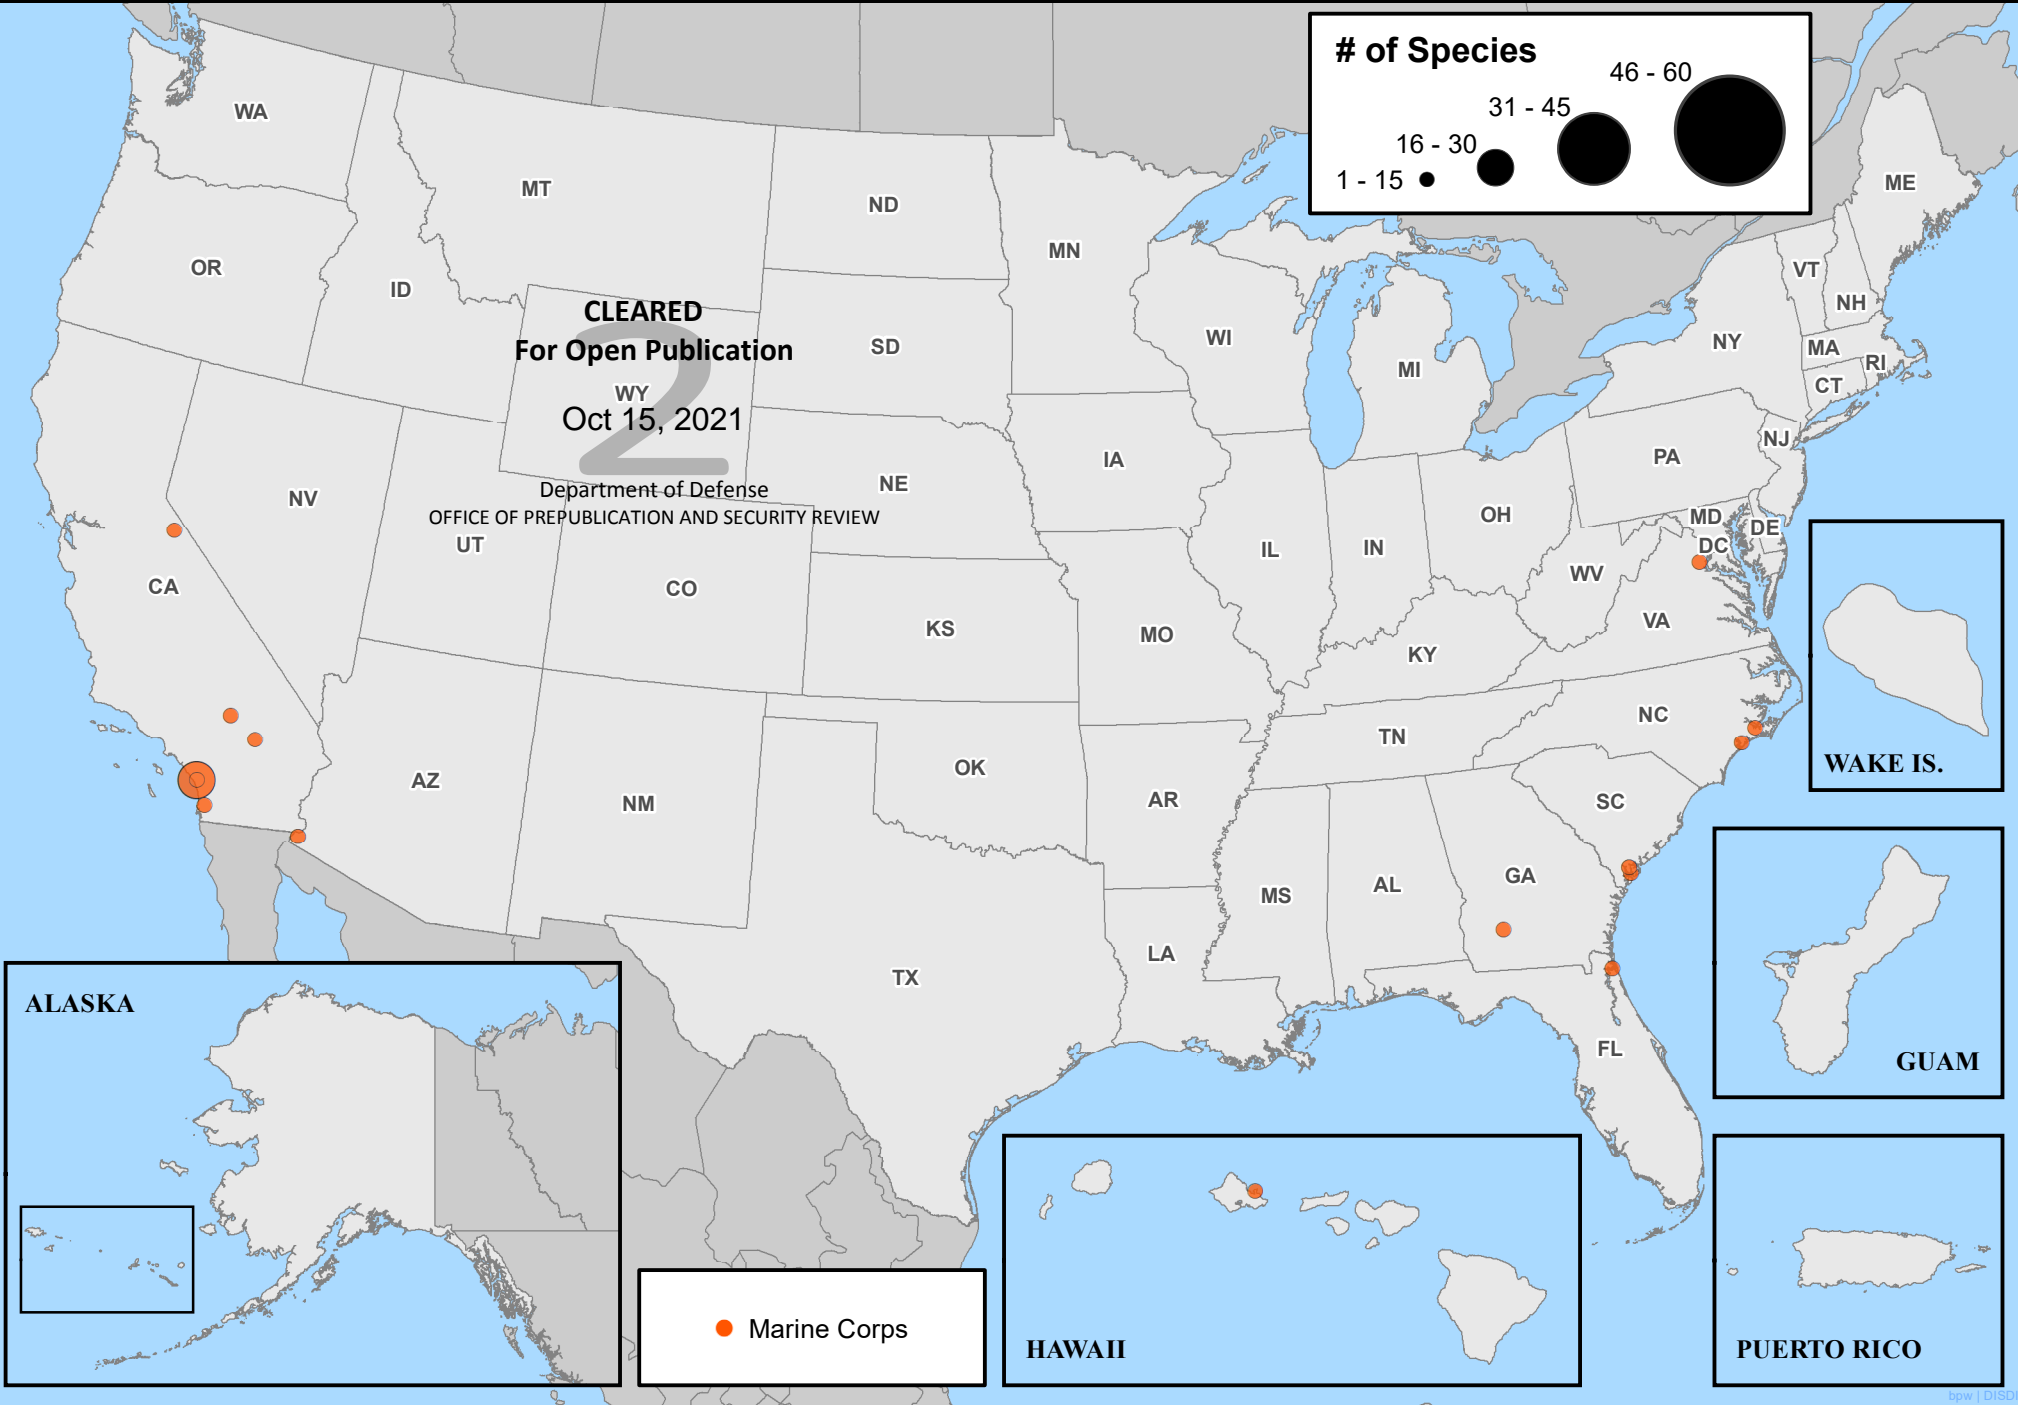 # of Species
46 - 60
31 - 45
16 - 30
1 - 15
WA
MT
ND
MN
ME
OR
ID
SD
WI
MI
NY
VT
NH
MA
RI
CT
CLEARED
For Open Publication
WY
2
Oct 15, 2021
Department of Defense
OFFICE OF PREPUBLICATION AND SECURITY REVIEW
NE
IA
PA
NJ
NV
UT
CO
IL
IN
OH
MD
DE
DC
WV
CA
KS
MO
KY
VA
NC
TN
WAKE IS.
AZ
NM
OK
AR
SC
MS
AL
GA
LA
TX
FL
GUAM
ALASKA
Marine Corps
HAWAII
PUERTO RICO
bpw | DISDI